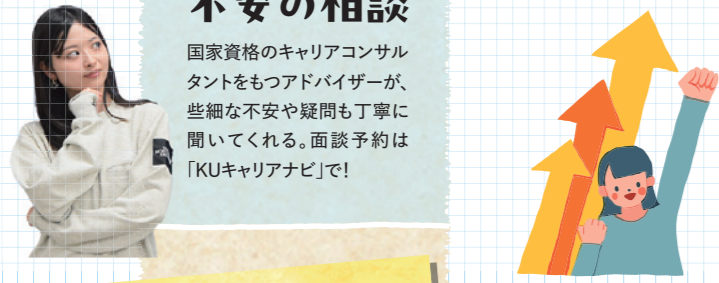 不安の相談
国家資格のキャリアコンサル
タントをもつアドバイザーが、
些細な不安や疑問も丁寧に
聞いてくれる。面談予約は
「KUキャリアナビ」で!